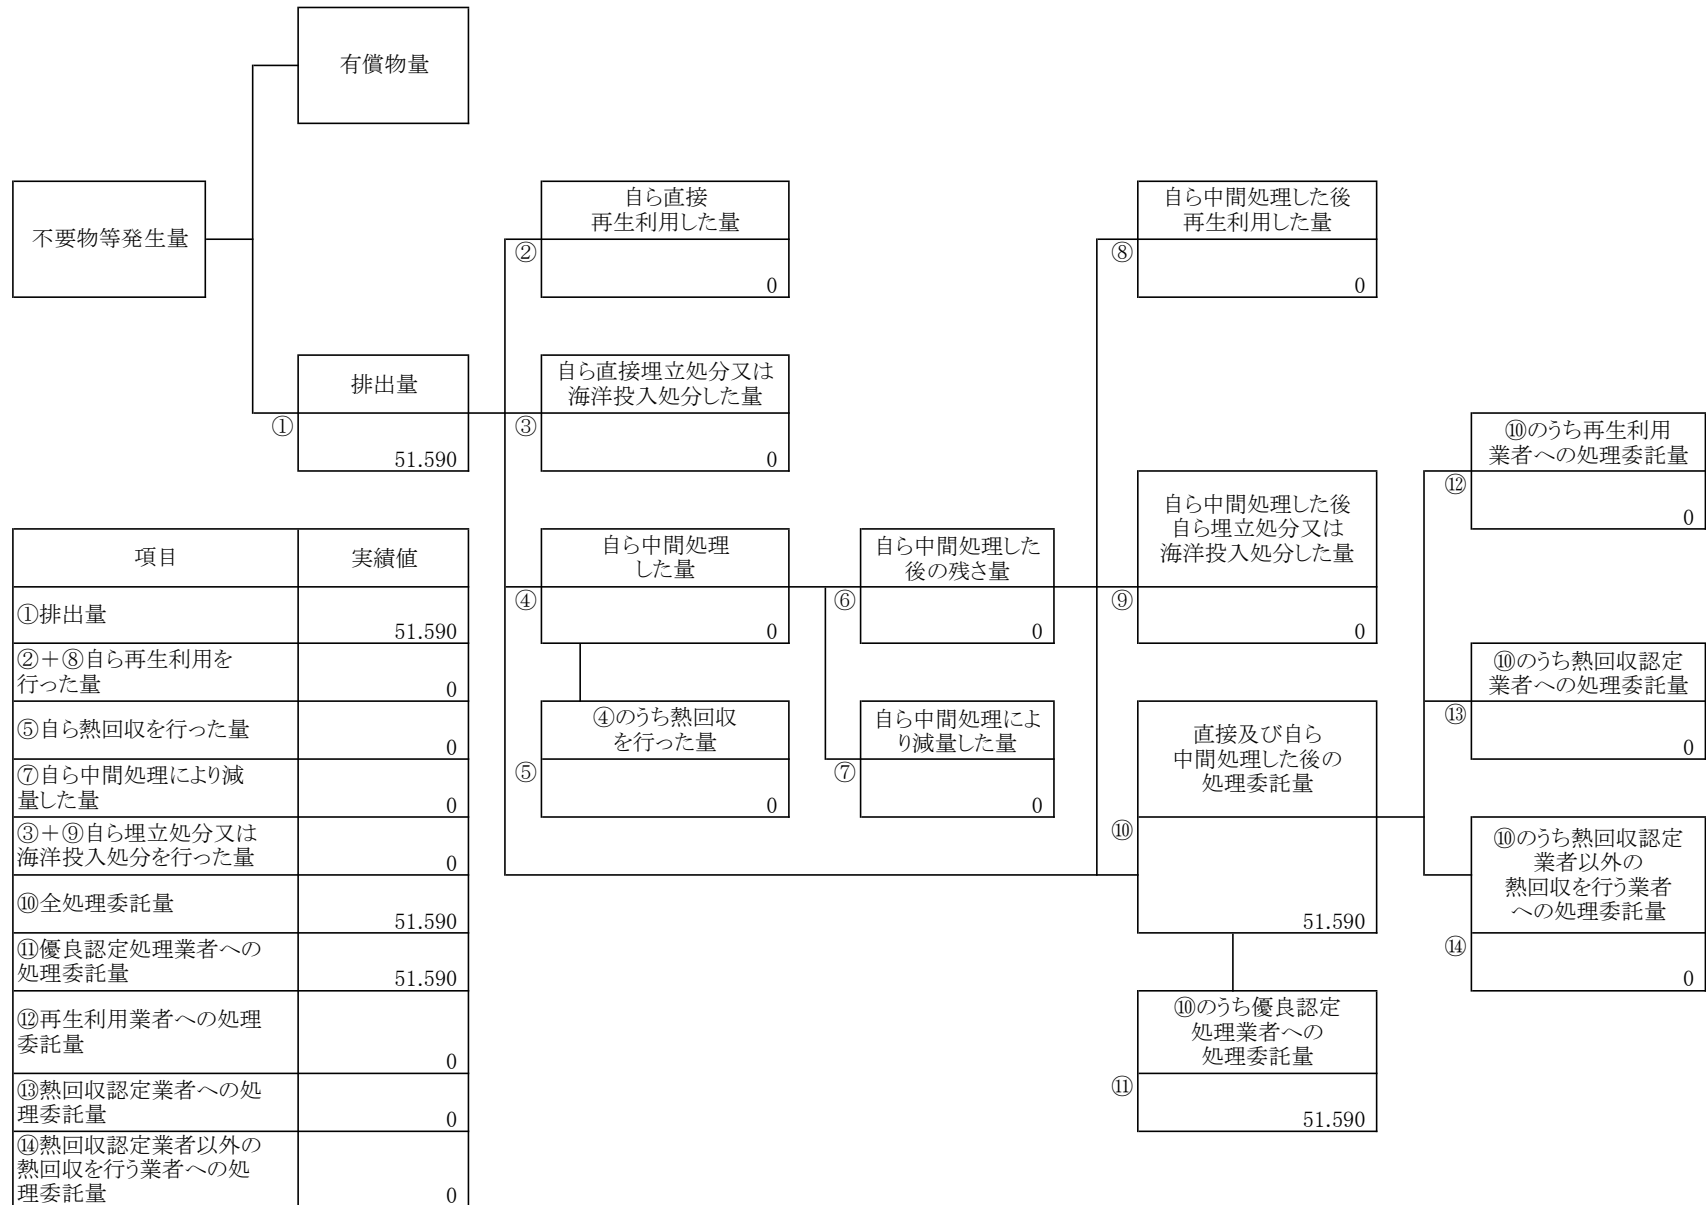 有償物量
不要物等発生量
自ら直接
再生利用した量
②
0
自ら中間処理した後
再生利用した量
⑧
0
排出量
①
51.590
自ら直接埋立処分又は
海洋投入処分した量
③
0
⑩のうち再生利用
業者への処理委託量
⑫
0
自ら中間処理
した量
④
0
自ら中間処理した
後の残さ量
⑥
0
自ら中間処理した後
自ら埋立処分又は
海洋投入処分した量
⑨
0
⑩のうち熱回収認定
業者への処理委託量
⑬
0
④のうち熱回収
を行った量
⑤
0
自ら中間処理によ
り減量した量
⑦
0
直接及び自ら
中間処理した後の
処理委託量
⑩
51.590
⑩のうち熱回収認定
業者以外の
熱回収を行う業者
への処理委託量
⑭
0
⑩のうち優良認定
処理業者への
処理委託量
⑪
51.590
項目 実績値
①排出量 51.590
②＋⑧自ら再生利用を
行った量 0
⑤自ら熱回収を行った量 0
⑦自ら中間処理により減
量した量 0
③＋⑨自ら埋立処分又は
海洋投入処分を行った量 0
⑩全処理委託量 51.590
⑪優良認定処理業者への
処理委託量 51.590
⑫再生利用業者への処理
委託量 0
⑬熱回収認定業者への処
理委託量 0
⑭熱回収認定業者以外の
熱回収を行う業者への処
理委託量 0